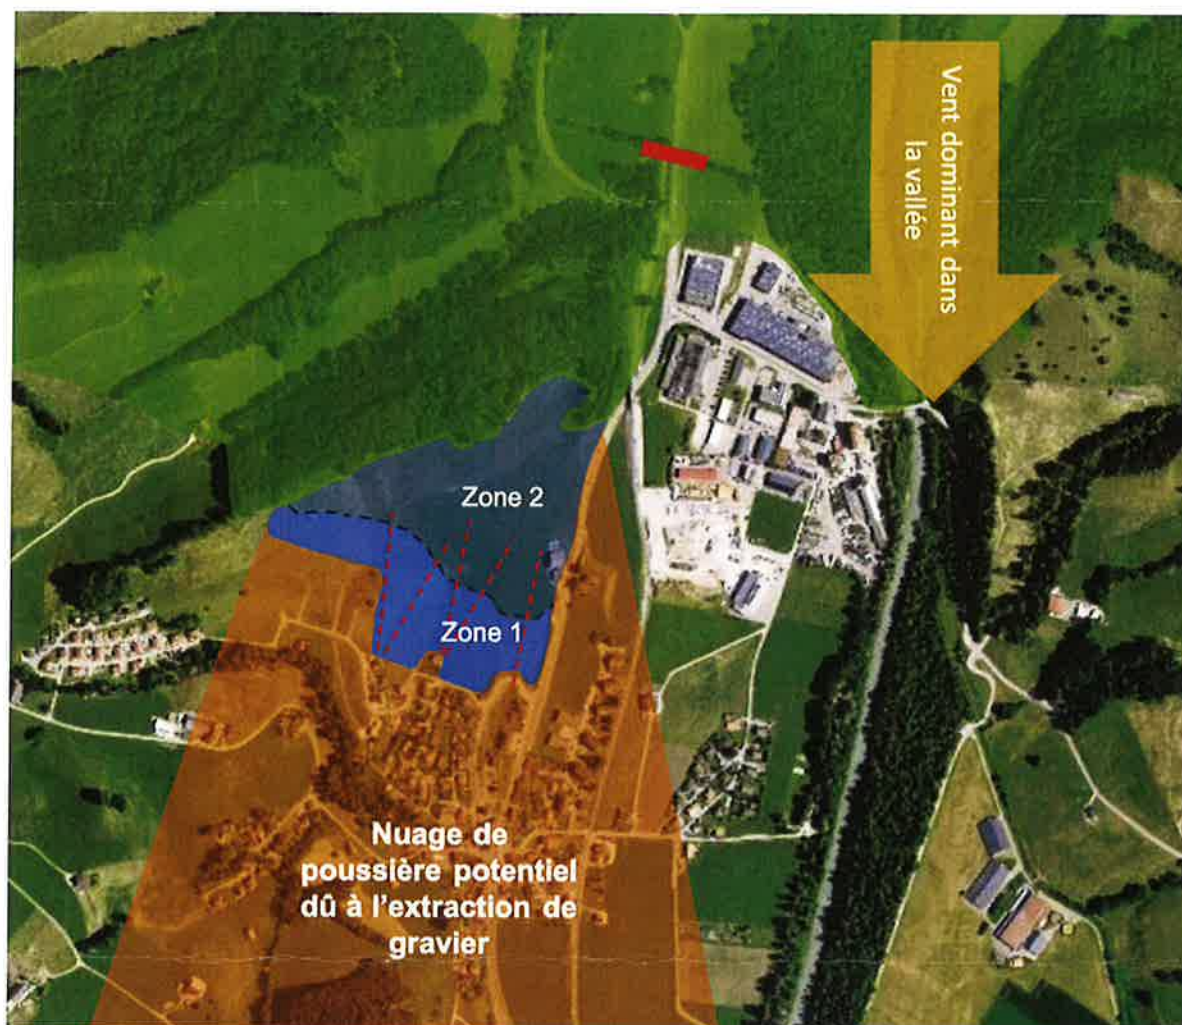 Vent dominant dans
la vallée
Zone 2
Zone 1
Nuage de
poussière potentiel
dû à l'extraction de
gravier